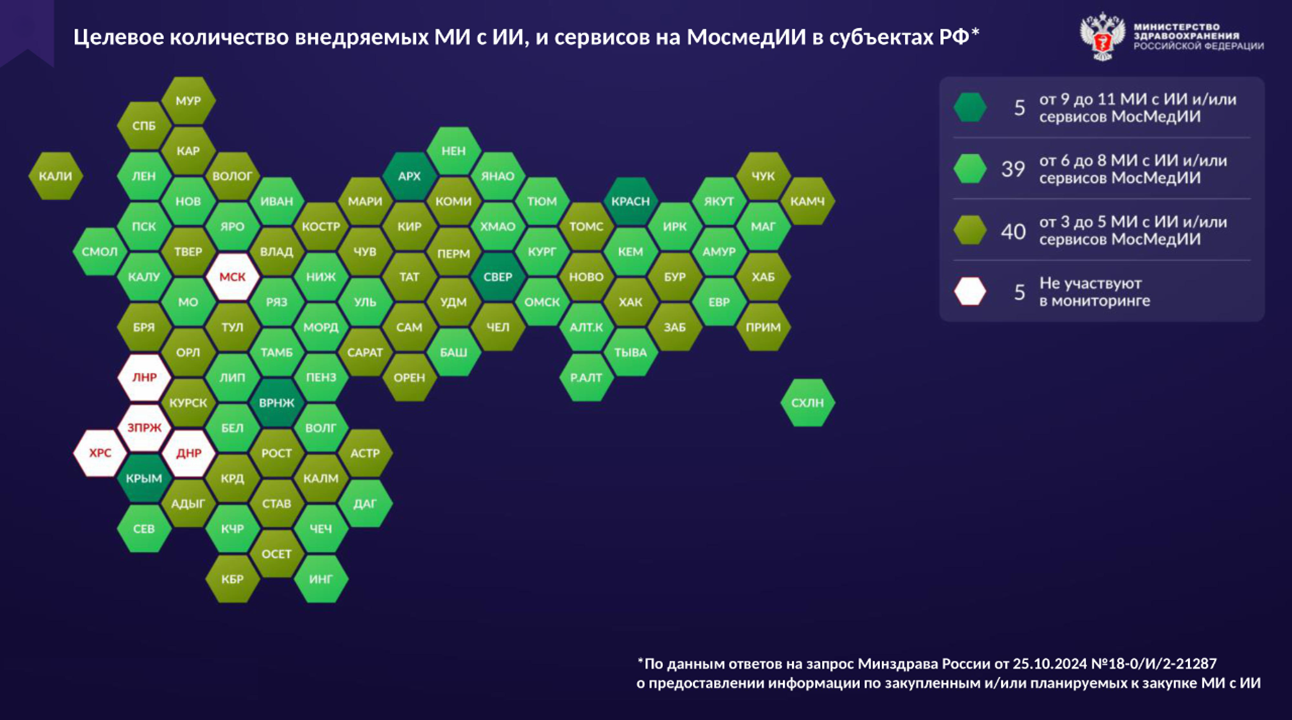 Целевое количество внедряемых МИ с ИИ, и сервисов на МосмедИИ в субъектах РФ*
МИНИСТЕРСТВО
ЗДРАВООХРАНЕНИЯ
РОССИЙСКОЙ ФЕДЕРАЦИИ
5 от 9 до 11 МИ с ИИ и/или
сервисов МосМедИИ
39 от 6 до 8 МИ с ИИ и/или
сервисов МосМедИИ
40 от 3 до 5 МИ с ИИ и/или
сервисов МосМедИИ
5 Не участвуют
в мониторинге
МУР
СПБ
КАР НЕН
КАЛИ ЛЕН ВОЛОГ АРХ ЯНАО ЧУК
НОВ ИВАН МАРИ КОМИ ТЮМ КРАСН ЯКУТ КАМЧ
ПСК ЯРО КОСТР КИР ХМАО ТОМС ИРК МАГ
СМОЛ ТВЕР ВЛАД ЧУВ ПЕРМ КУРГ КЕМ АМУР
КАЛУ МСК НИЖ ТАТ СВЕР НОВО БУР ХАБ
МО РЯЗ УЛЬ УДМ ОМСК ХАК ЕВР
БРЯ ТУЛ МОРД САМ ЧЕЛ АЛТ.К ЗАБ ПРИМ
ОРЛ ТАМБ САРАТ БАШ ТЫВА
ЛНР ЛИП ПЕНЗ ОРЕН Р.АЛТ
КУРСК ВРНЖ СХЛН
ЗПРЖ БЕЛ ВОЛГ
ХРС ДНР РОСТ АСТР
КРЫМ КРД КАЛМ
АДЫГ СТАВ ДАГ
СЕВ КЧР ЧЕЧ
ОСЕТ
КБР ИНГ
*По данным ответов на запрос Минздрава России от 25.10.2024 №18-0/И/2-21287
о предоставлении информации по закупленным и/или планируемых к закупке МИ с ИИ